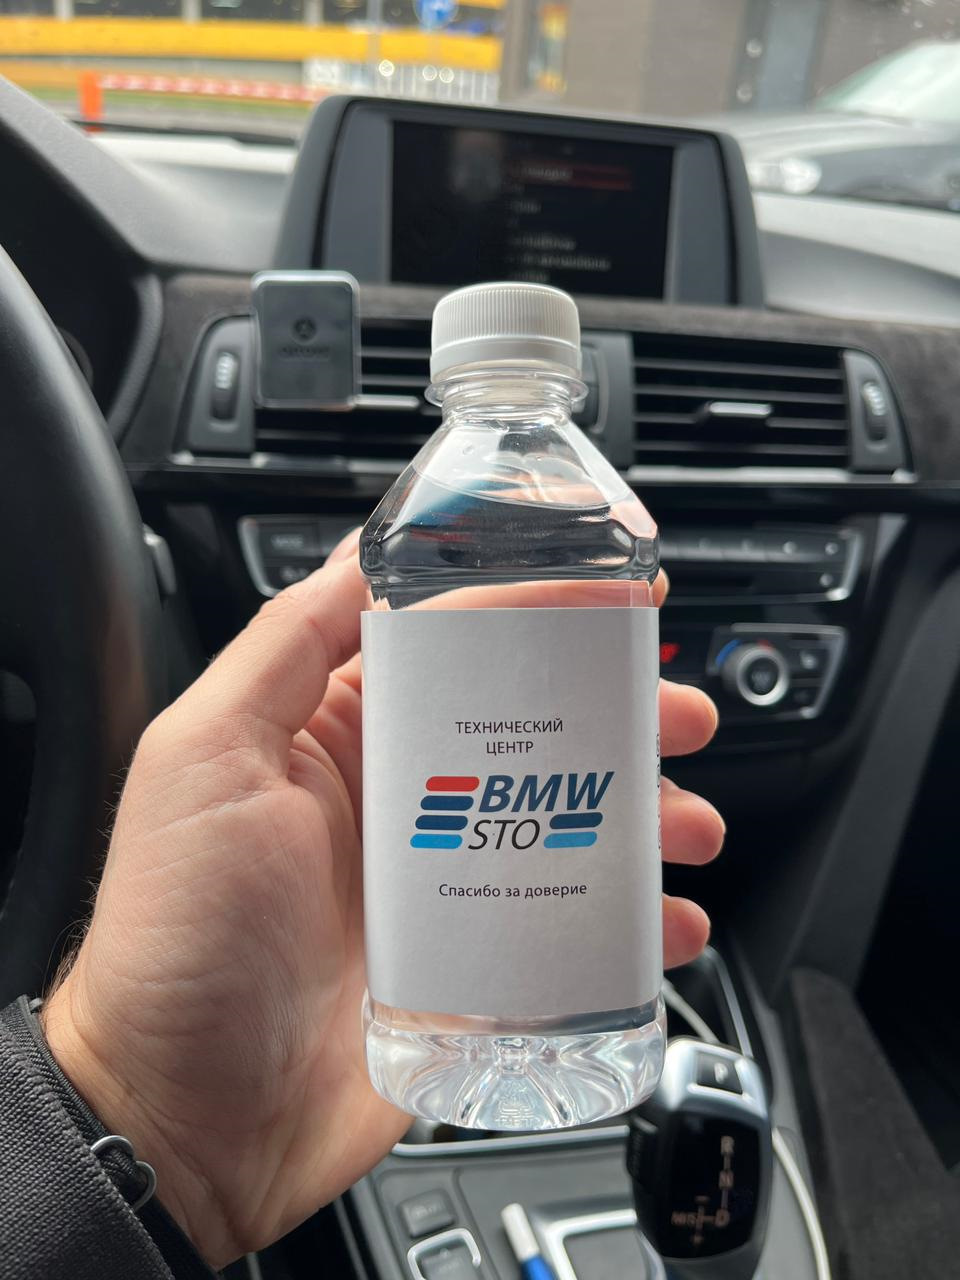 ТЕХНИЧЕСКИЙ
ЦЕНТР
BMW
STO
Спасибо за доверие
P
R
N
D
M/S
+